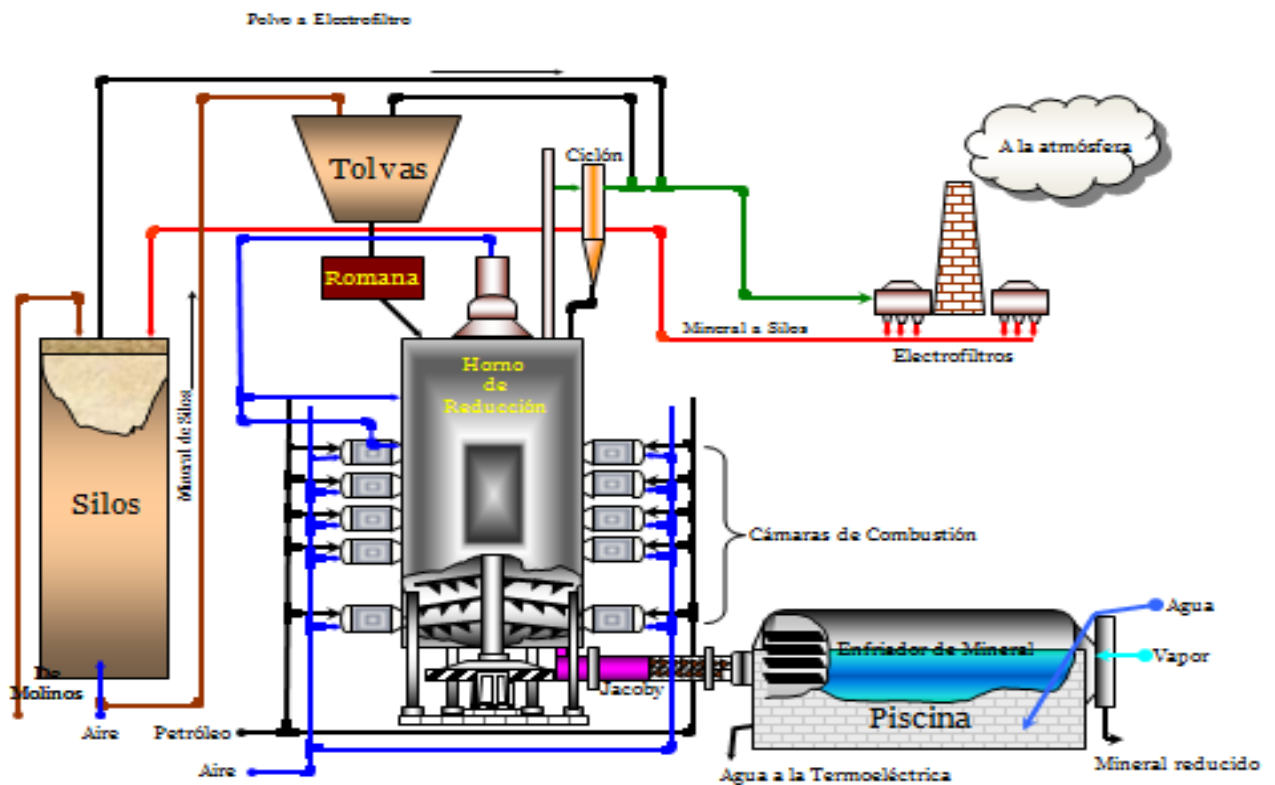 Polvo a Electrofiltro
Tolvas
Ciclón
A la atmósfera
Romana
Mineral a Silos
Electrofiltros
Horno
de
Reducción
Mineral de Silos
Silos
Cámaras de Combustión
Agua
Enfriador de Mineral
Vapor
De
Molinos
Jacoby
Piscina
Aire
Petróleo
Aire
Agua a la Termoeléctrica
Mineral reducido